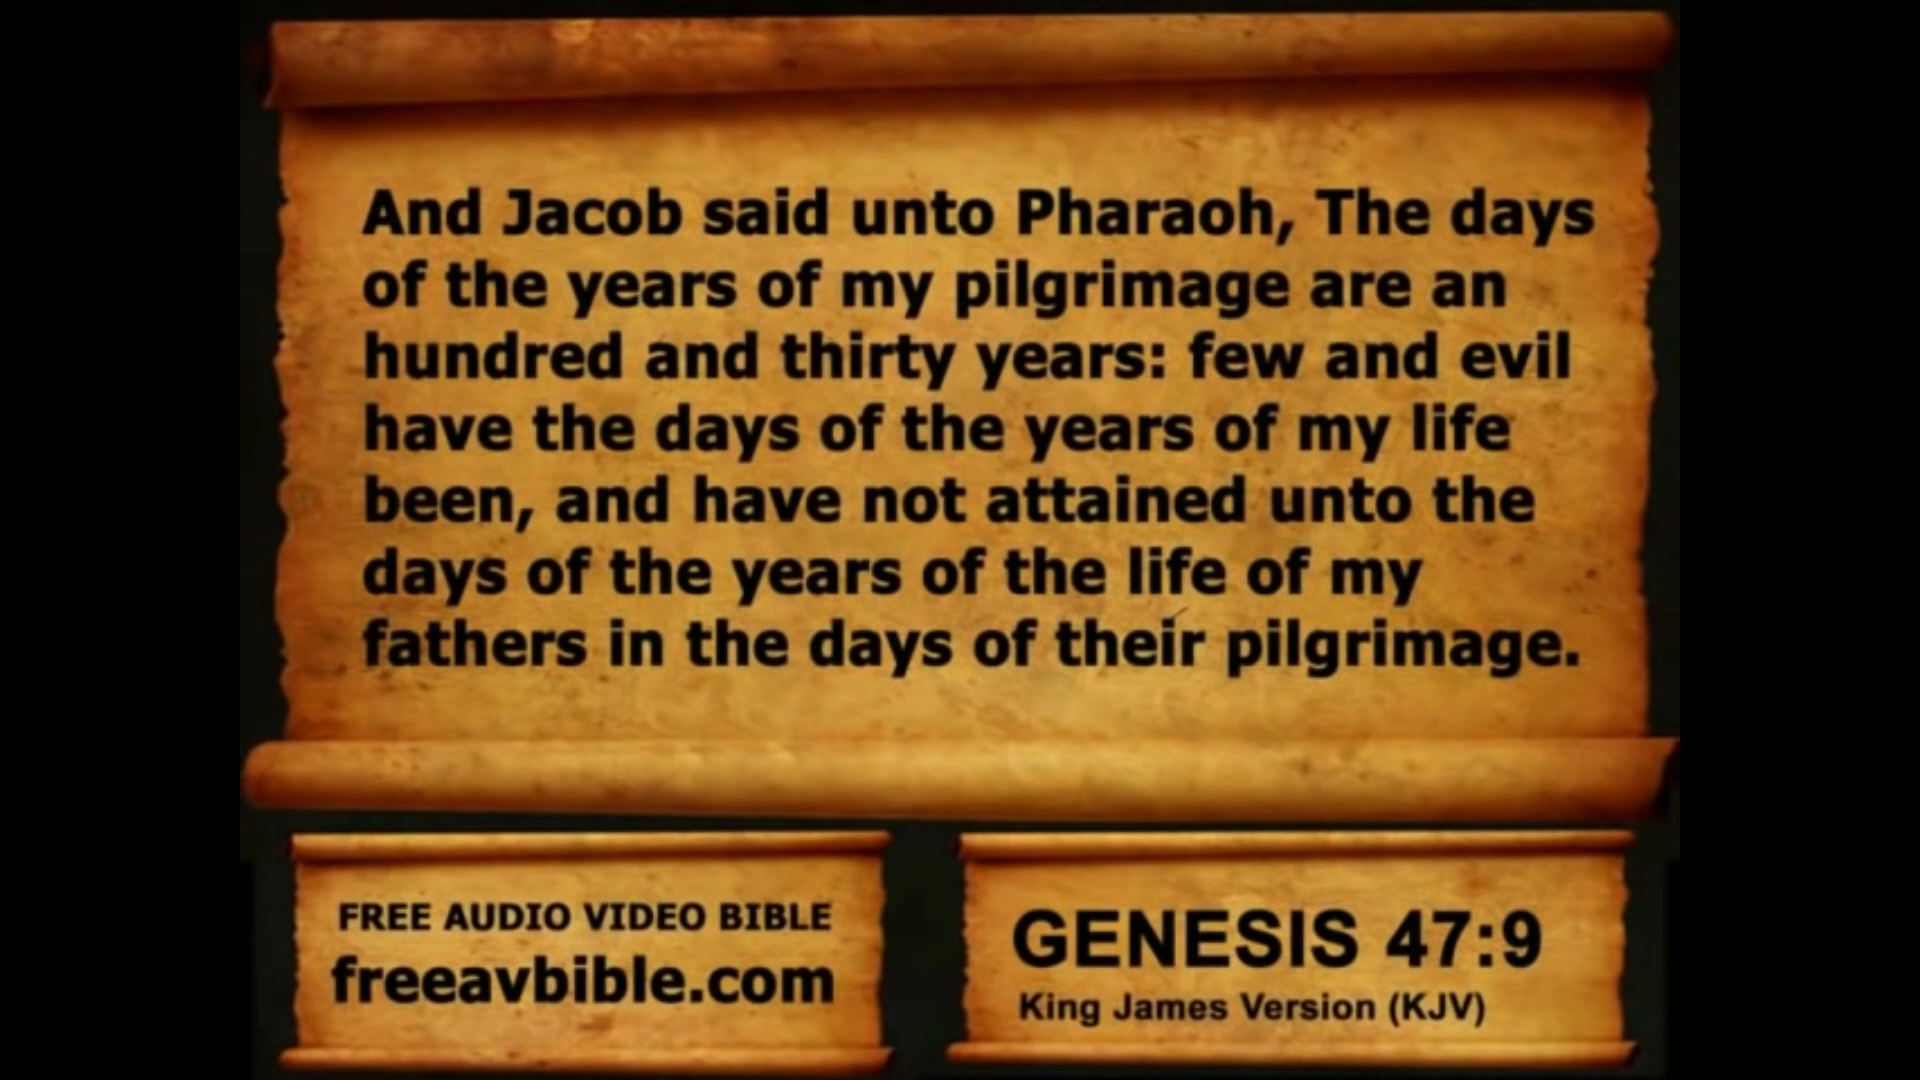 And Jacob said unto Pharaoh, The days
of the years of my pilgrimage are an
hundred and thirty years: few and evil
have the days of the years of my life
been, and have not attained unto the
days of the years of the life of my
fathers in the days of their pilgrimage.
FREE AUDIO VIDEO BIBLE
freeavbible.com
GENESIS 47:9
King James Version (KJV)